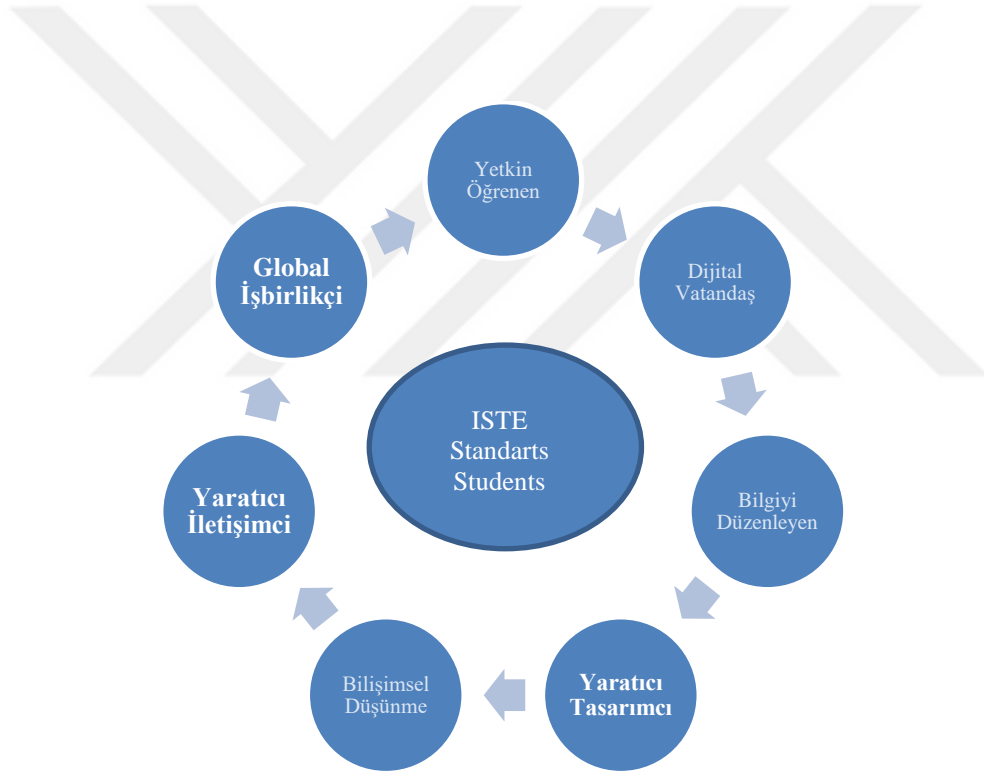 Yetkin
Öğrenen
Dijital
Vatandaş
Bilgiyi
Düzenleyen
Yaratıcı
Tasarımcı
Bilişimsel
Düşünme
Yaratıcı
İletişimci
Global
İşbirlikçi
ISTE
Standarts
Students